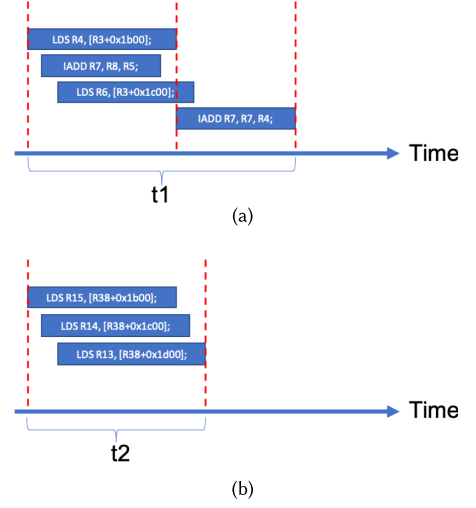 LDS R4, [R3+0x1b00];
IADD R7, R8, R5;
LDS R6, [R3+0x1c00];
IADD R7, R7, R4;
Time
t1
(a)
LDS R15, [R38+0x1b00];
LDS R14, [R38+0x1c00];
LDS R13, [R38+0x1d00];
Time
t2
(b)